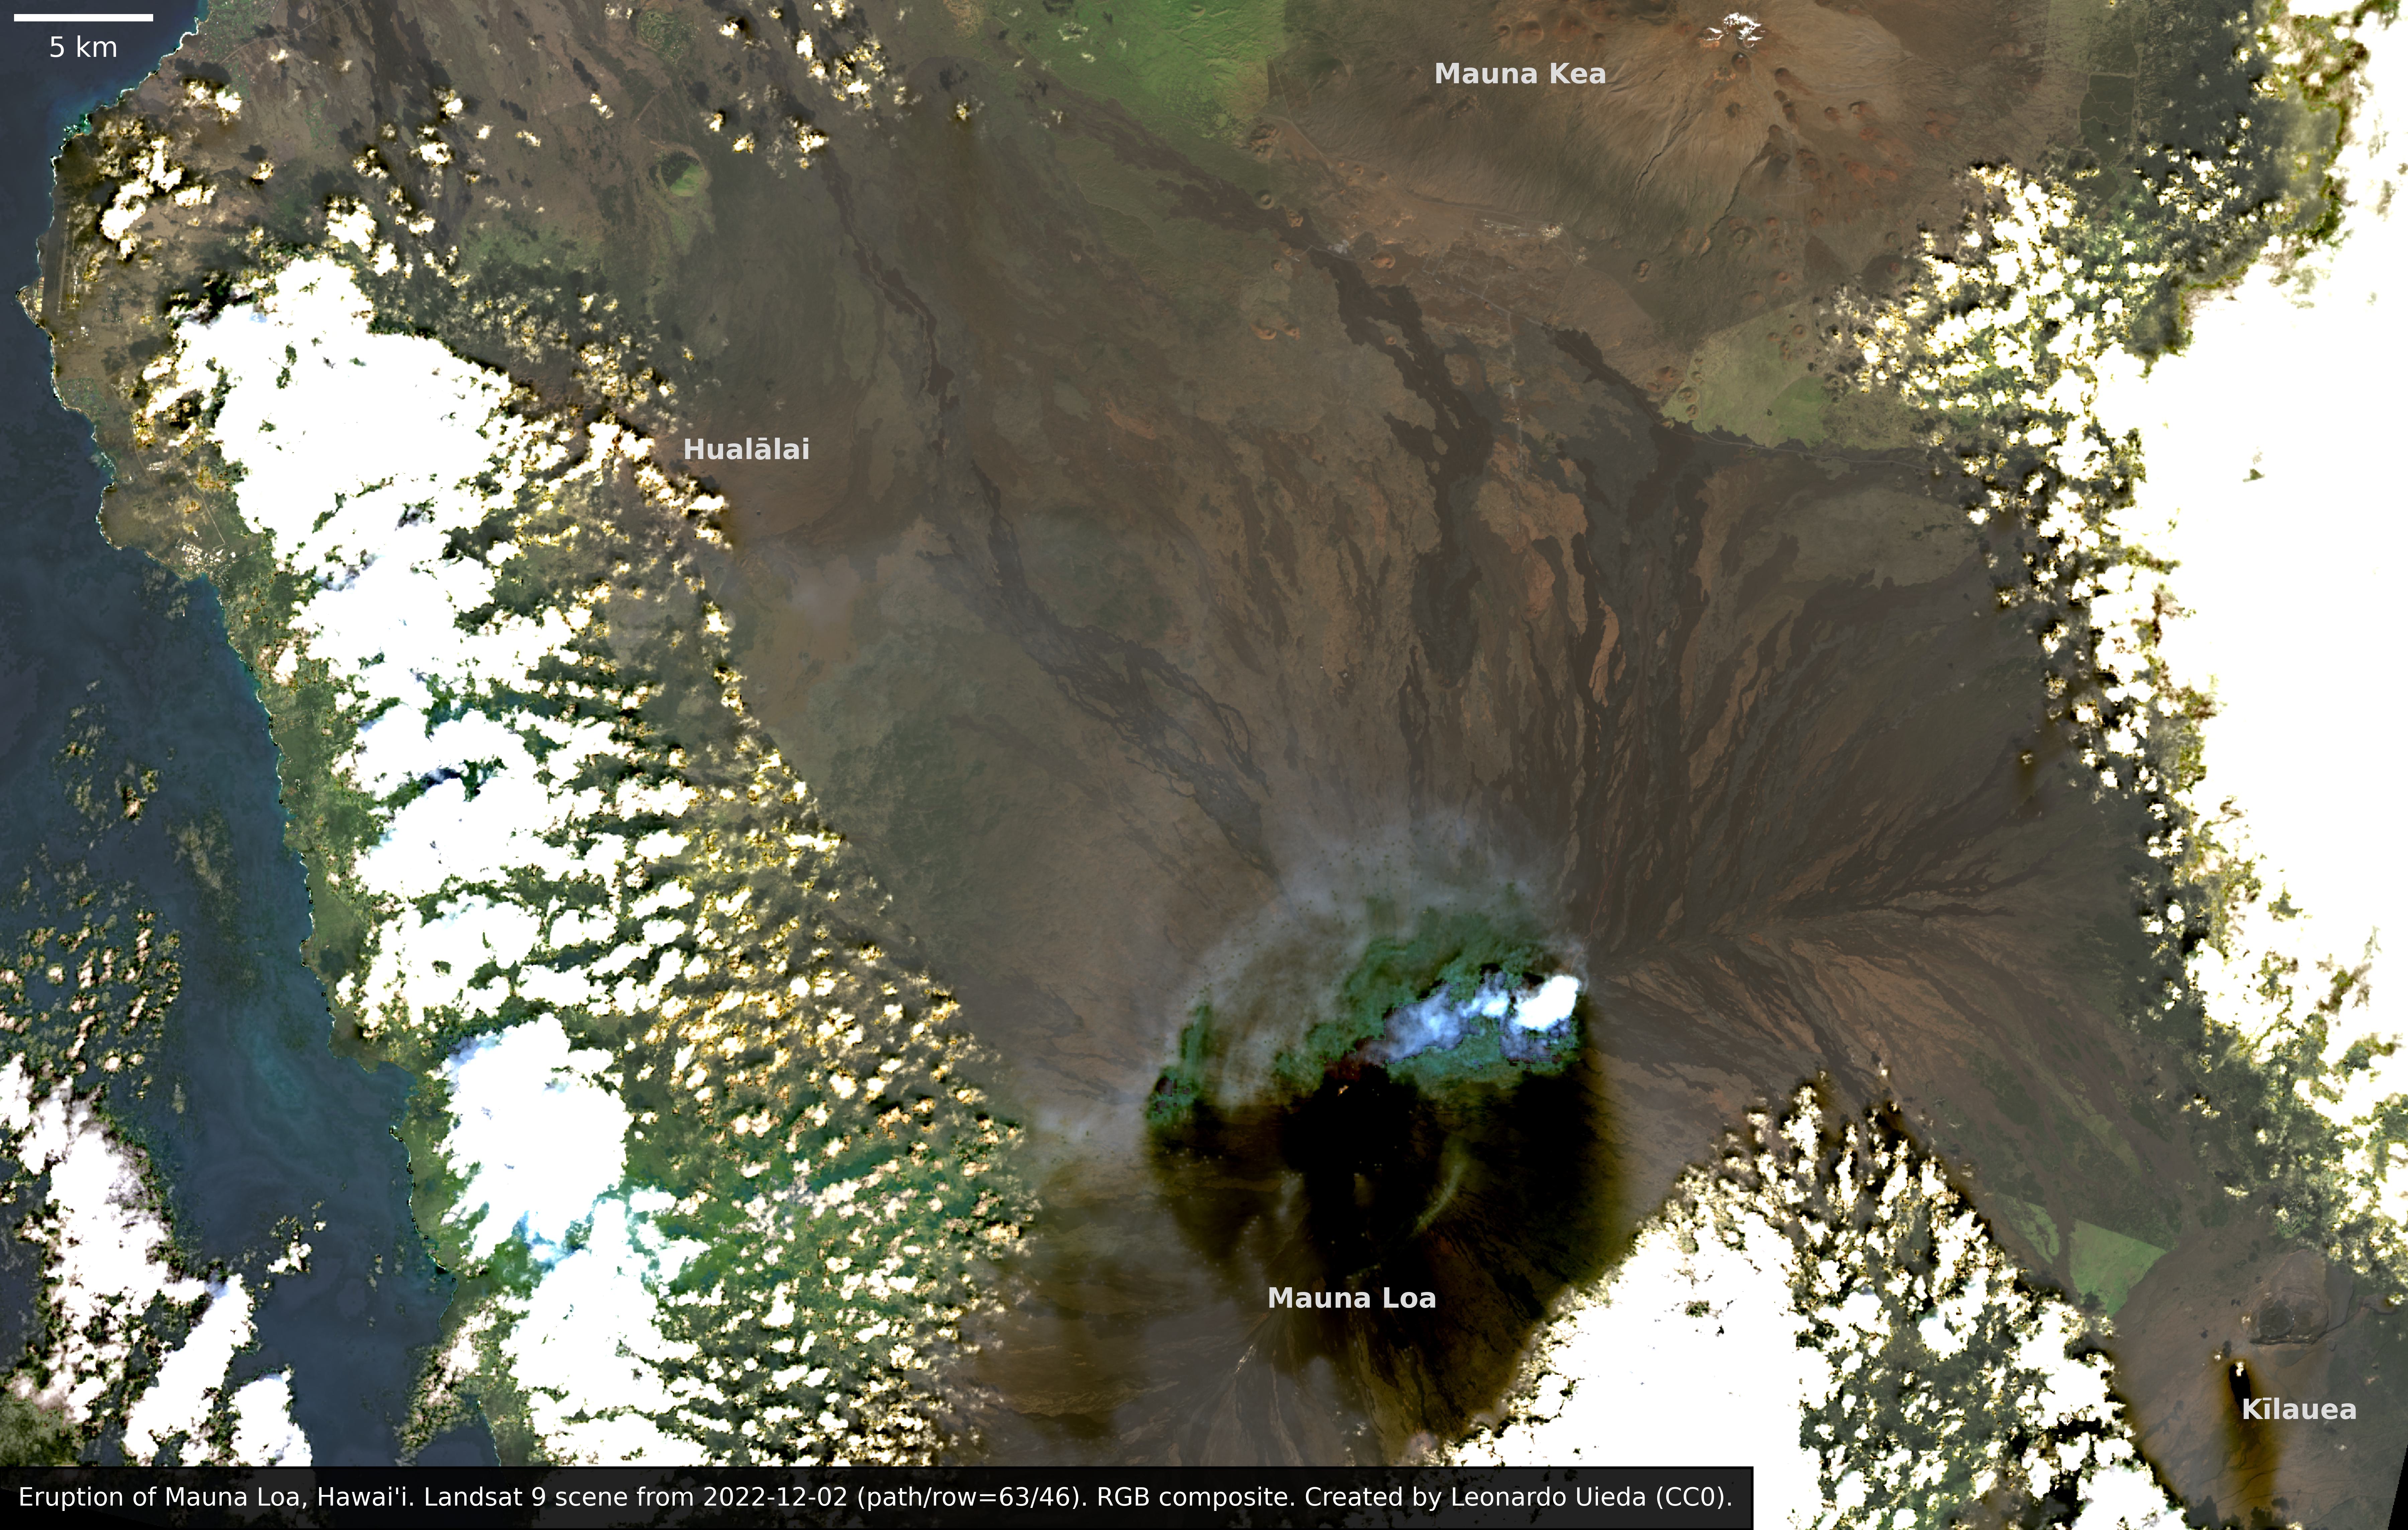 5 km
Mauna Kea
Hualālai
Mauna Loa
Kīlauea
Eruption of Mauna Loa, Hawai'i. Landsat 9 scene from 2022-12-02 (path/row=63/46). RGB composite. Created by Leonardo Uieda (CC0).